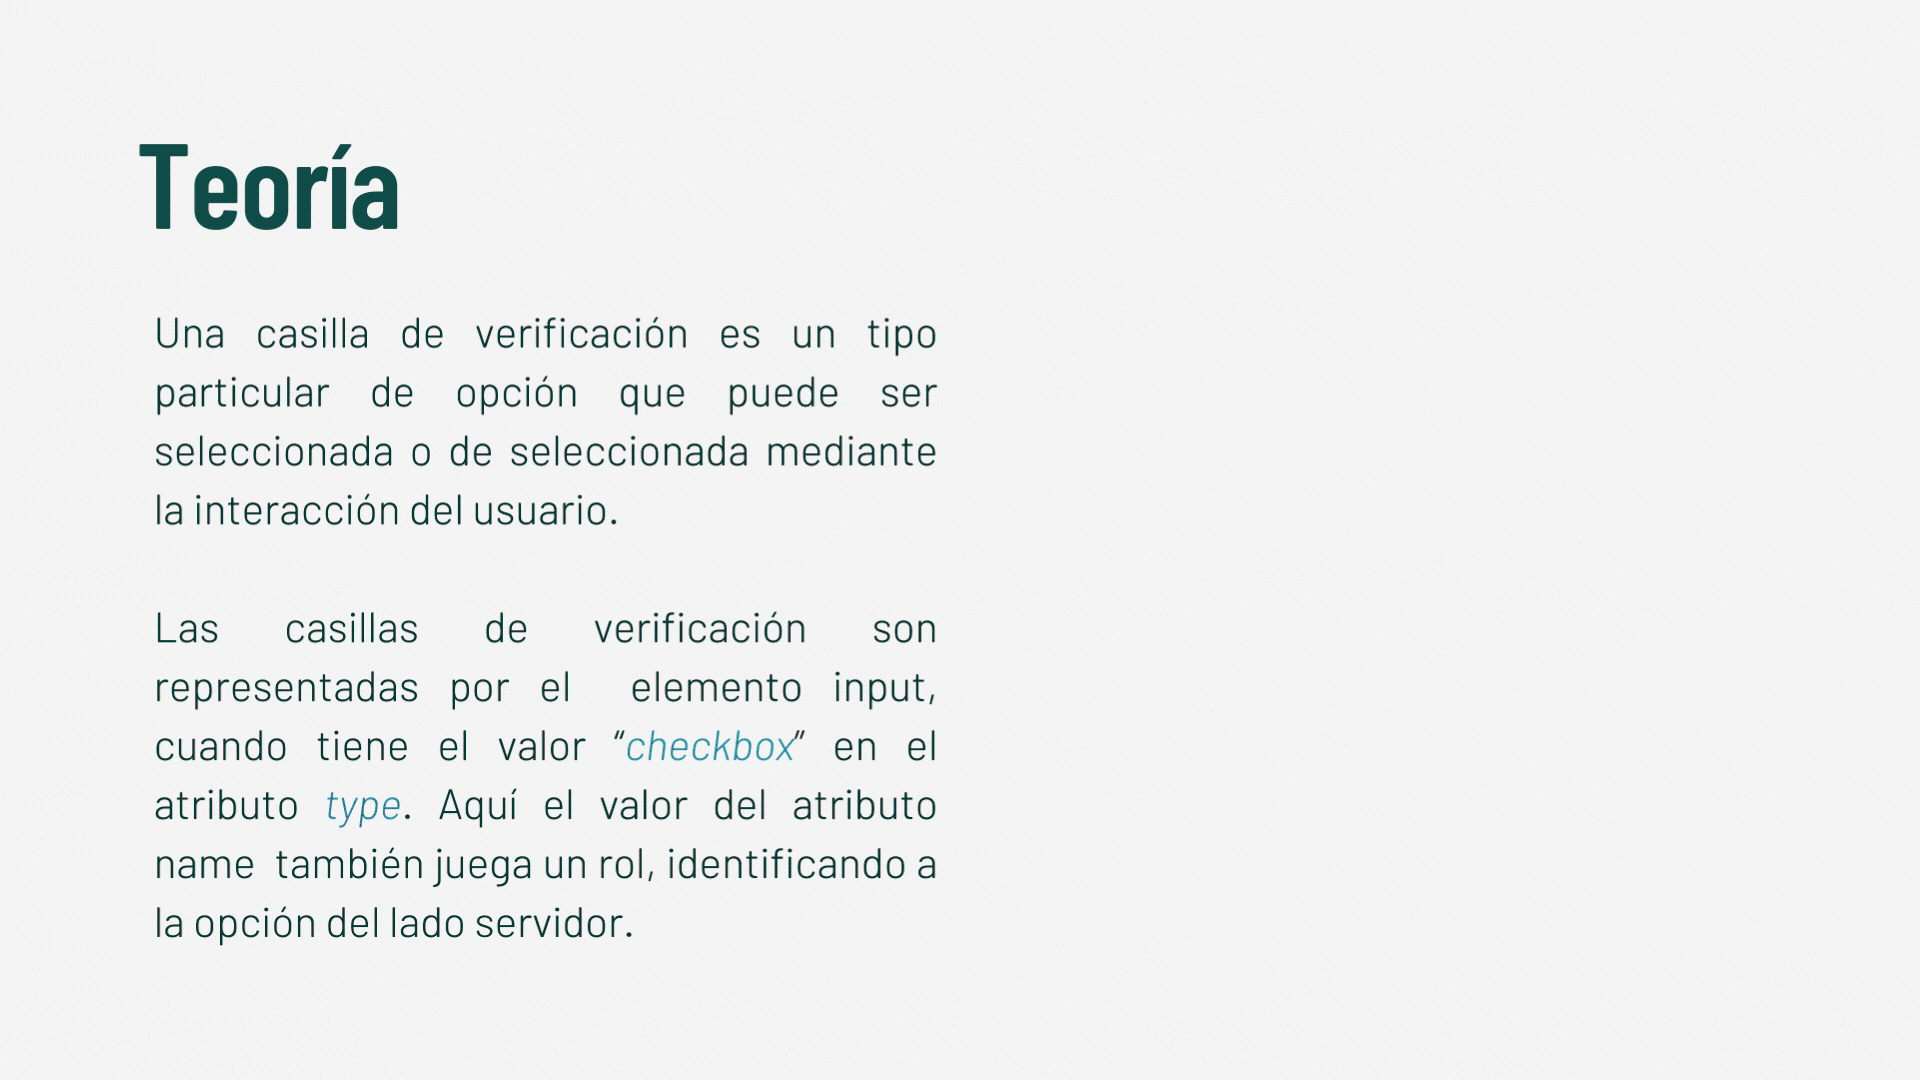 Teoría
Una casilla de verificación es un tipo
particular de opción que puede ser
seleccionada o de seleccionada mediante
la interacción del usuario.
Las casillas de verificación son
representadas por el elemento input,
cuando tiene el valor “checkbox” en el
atributo type. Aquí el valor del atributo
name también juega un rol, identificando a
la opción del lado servidor.